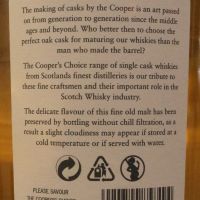 The making of casks by the Cooper is an art passed
on from generation to generation since the middle
ages and beyond. Who better then to choose the
perfect oak cask for maturing our whiskies than the
man who made the barrel?
The Cooper's Choice range of single cask whiskies
from Scotlands finest distilleries is our tribute to
these fine craftsmen and their important role in the
Scotch Whisky industry.
The delicate flavour of this fine old malt has been
preserved by bottling without chill filtration, as a
result a slight cloudiness may appear if stored at a
cold temperature or if served with water.
PLEASE SAVOUR
THE COOPER'S CHOICE